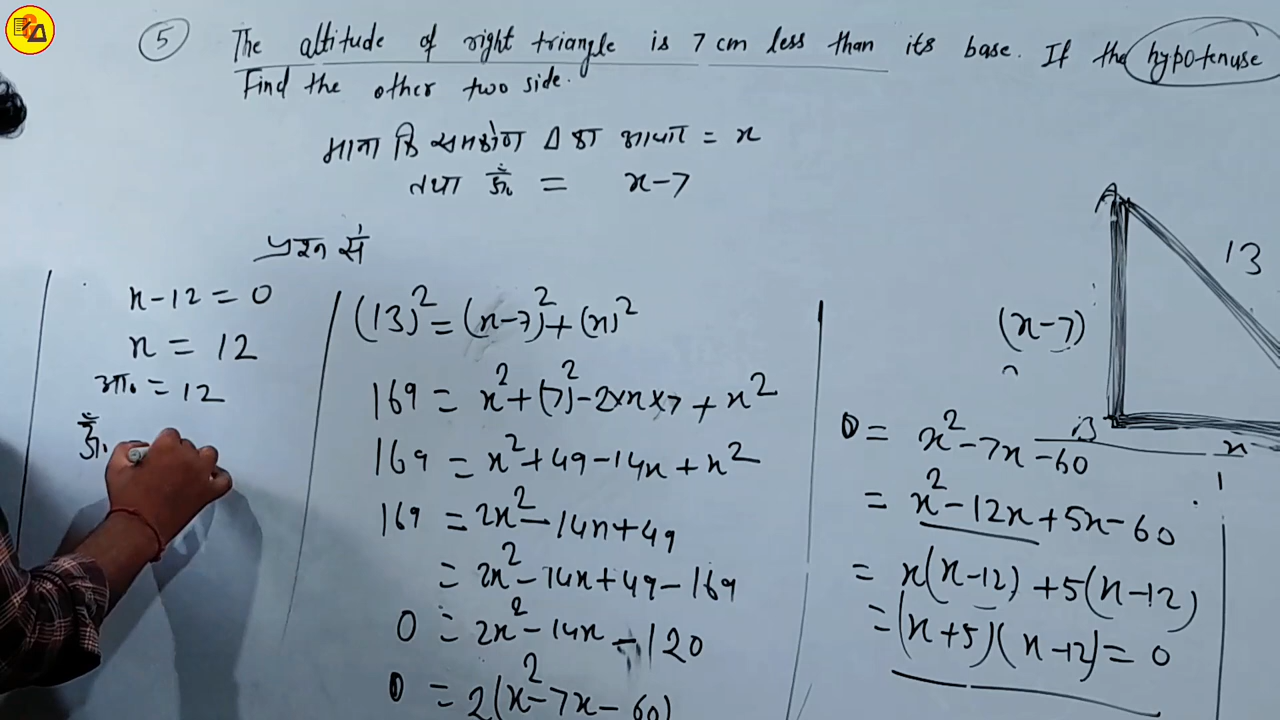 5 The altitude of right triangle is 7 cm less than its base. If the hypotenuse
Find the other two side.
माना कि समकोण Δ का आधार = x
तथा ऊँ. = x-7
प्रश्न से
x-12 = 0
x = 12
आ. = 12
ऊँ.
(13)² = (x-7)² + (x)²
169 = x² + (7)² - 2×x×7 + x²
169 = x² + 49 - 14x + x²
169 = 2x² - 14x + 49
= 2x² - 14x + 49 - 169
0 = 2x² - 14x - 120
0 = 2(x² - 7x - 60)
A
13
(x-7)
B
x
0 = x² - 7x - 60
= x² - 12x + 5x - 60
= x(x-12) + 5(x-12)
= (x+5)(x-12) = 0